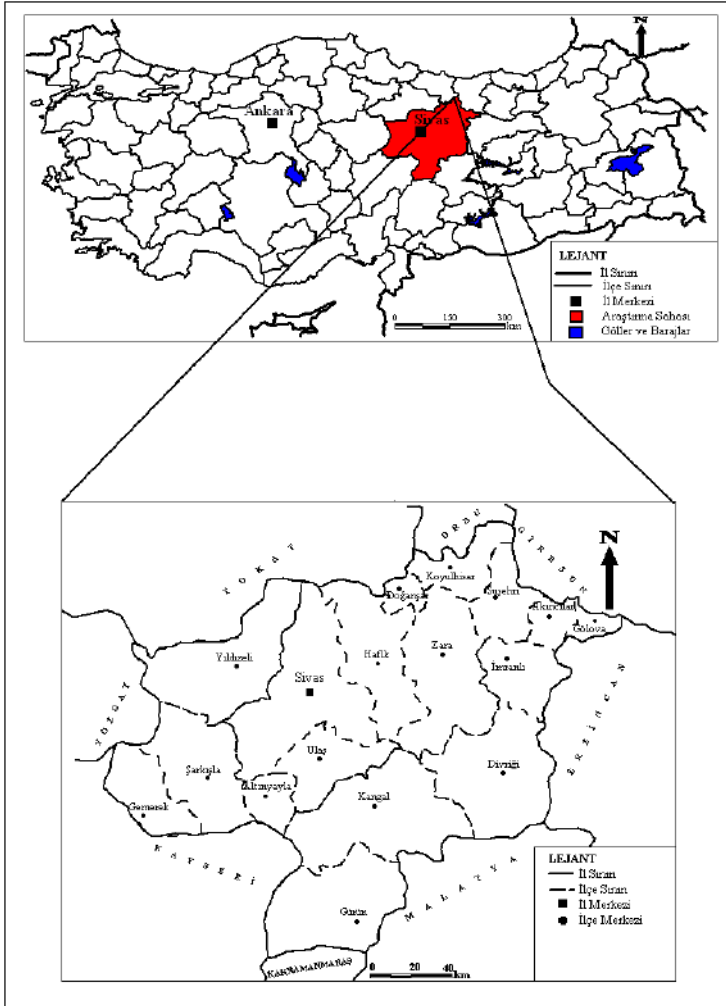 N
Ankara
Sivas
LEJANT
İl Sınırı
İlçe Sınırı
İl Merkezi
Araştırma Sahası
Göller ve Barajlar
0 150 300
km
N
ORDU
GİRESUN
TOKAT
Koyulhisar
Doğanşar
Suşehri
Akıncılar
Gölova
Yıldızeli
Hafik
Zara
İmranlı
Sivas
YOZGAT
ERZİNCAN
Ulaş
Şarkışla
Altınyayla
Divriği
Kangal
Gemerek
KAYSERİ
MALATYA
Gürün
KAHRAMANMARAŞ
LEJANT
İl Sınırı
İlçe Sınırı
İl Merkezi
İlçe Merkezi
0 20 40
km